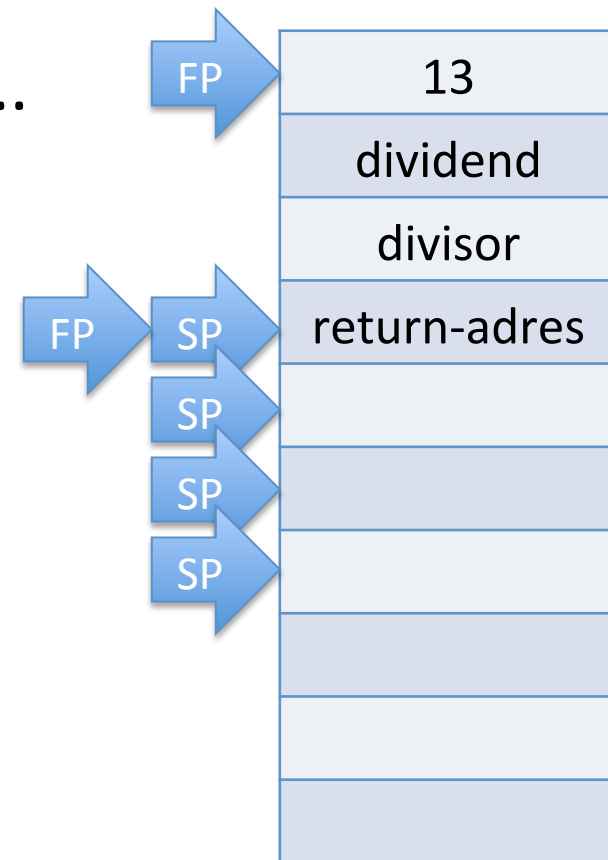 ..
FP 13
dividend
divisor
FP SP return-adres
SP
SP
SP